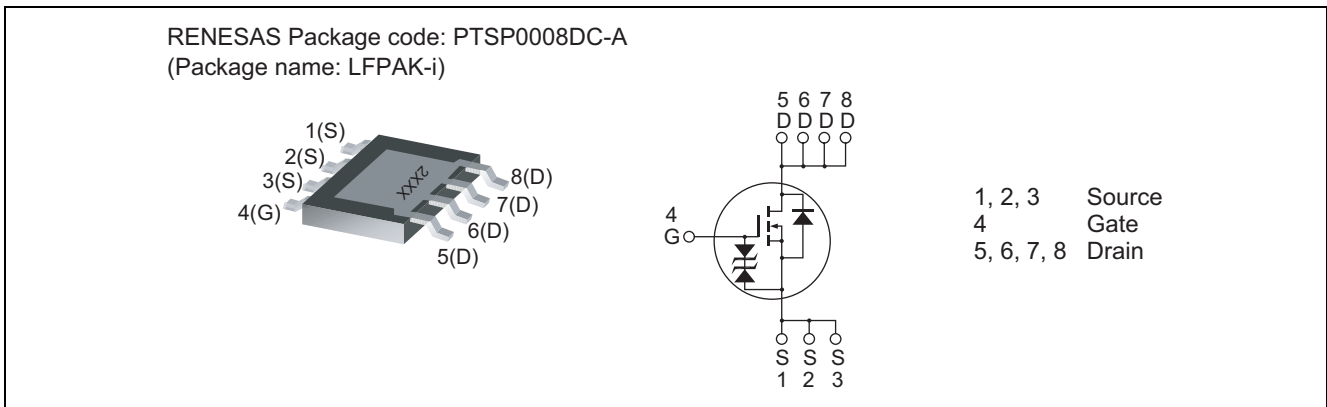 RENESAS Package code: PTSP0008DC-A
(Package name: LFPAK-i)
1(S)
2(S)
3(S)
4(G)
2XXX
8(D)
7(D)
6(D)
5(D)
5 6 7 8
D D D D
4
G
S S S
1 2 3
1, 2, 3 Source
4 Gate
5, 6, 7, 8 Drain